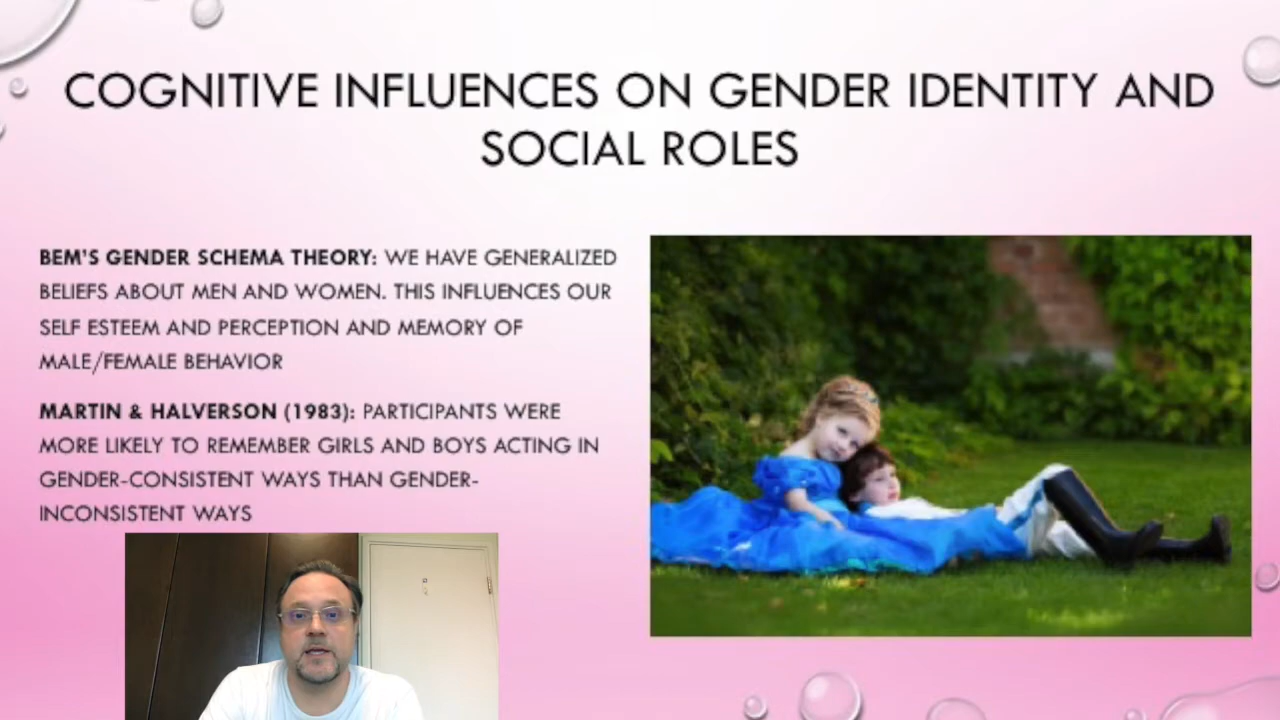 COGNITIVE INFLUENCES ON GENDER IDENTITY AND
SOCIAL ROLES
BEM'S GENDER SCHEMA THEORY: WE HAVE GENERALIZED
BELIEFS ABOUT MEN AND WOMEN. THIS INFLUENCES OUR
SELF ESTEEM AND PERCEPTION AND MEMORY OF
MALE/FEMALE BEHAVIOR
MARTIN & HALVERSON (1983): PARTICIPANTS WERE
MORE LIKELY TO REMEMBER GIRLS AND BOYS ACTING IN
GENDER-CONSISTENT WAYS THAN GENDER-
INCONSISTENT WAYS